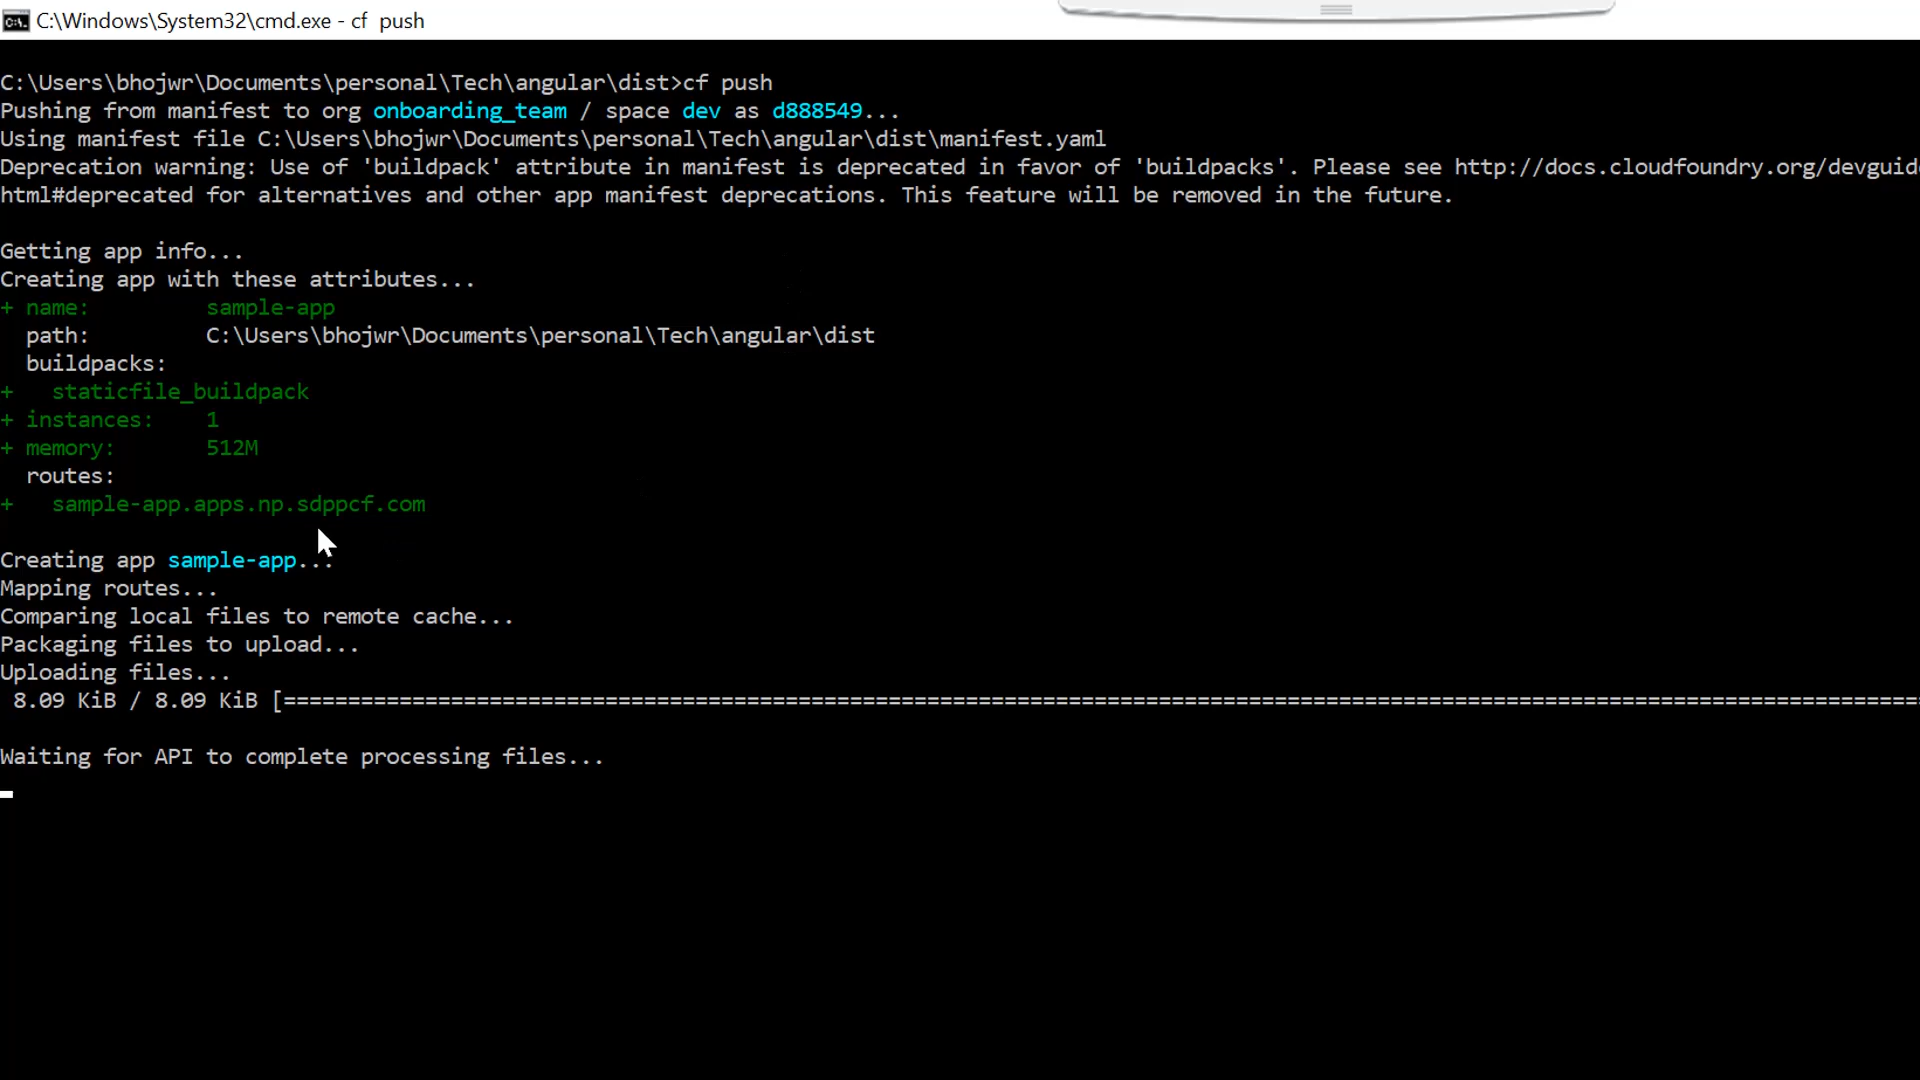 C:\Windows\System32\cmd.exe - cf  push
C:\Users\bhojwr\Documents\personal\Tech\angular\dist>cf push
Pushing from manifest to org onboarding_team / space dev as d888549...
Using manifest file C:\Users\bhojwr\Documents\personal\Tech\angular\dist\manifest.yaml
Deprecation warning: Use of 'buildpack' attribute in manifest is deprecated in favor of 'buildpacks'. Please see http://docs.cloudfoundry.org/devguid
html#deprecated for alternatives and other app manifest deprecations. This feature will be removed in the future.
Getting app info...
Creating app with these attributes...
+ name:         sample-app
  path:         C:\Users\bhojwr\Documents\personal\Tech\angular\dist
  buildpacks:
+   staticfile_buildpack
+ instances:    1
+ memory:       512M
  routes:
+   sample-app.apps.np.sdppcf.com
Creating app sample-app...
Mapping routes...
Comparing local files to remote cache...
Packaging files to upload...
Uploading files...
 8.09 KiB / 8.09 KiB [================================================================================================================================
Waiting for API to complete processing files...